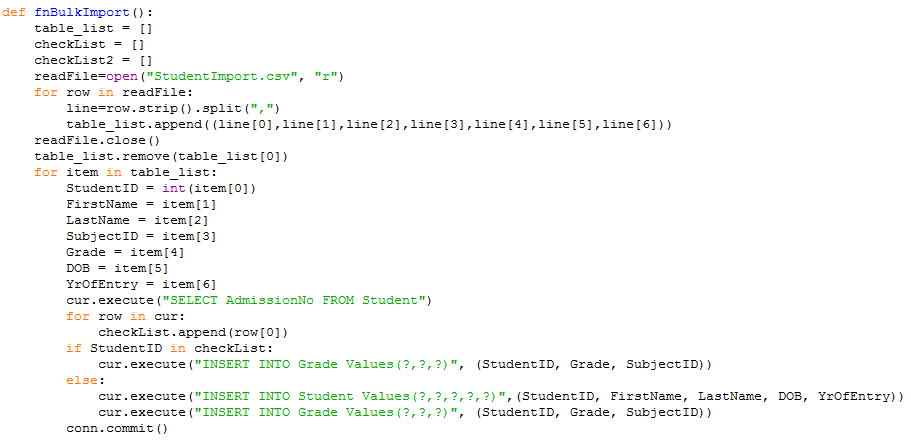 def fnBulkImport():
    table_list = []
    checkList = []
    checkList2 = []
    readFile=open("StudentImport.csv", "r")
    for row in readFile:
        line=row.strip().split(",")
        table_list.append((line[0],line[1],line[2],line[3],line[4],line[5],line[6]))
    readFile.close()
    table_list.remove(table_list[0])
    for item in table_list:
        StudentID = int(item[0])
        FirstName = item[1]
        LastName = item[2]
        SubjectID = item[3]
        Grade = item[4]
        DOB = item[5]
        YrOfEntry = item[6]
        cur.execute("SELECT AdmissionNo FROM Student")
        for row in cur:
            checkList.append(row[0])
        if StudentID in checkList:
            cur.execute("INSERT INTO Grade Values(?,?,?)", (StudentID, Grade, SubjectID))
        else:
            cur.execute("INSERT INTO Student Values(?,?,?,?,?)",(StudentID, FirstName, LastName, DOB, YrOfEntry))
            cur.execute("INSERT INTO Grade Values(?,?,?)", (StudentID, Grade, SubjectID))
        conn.commit()